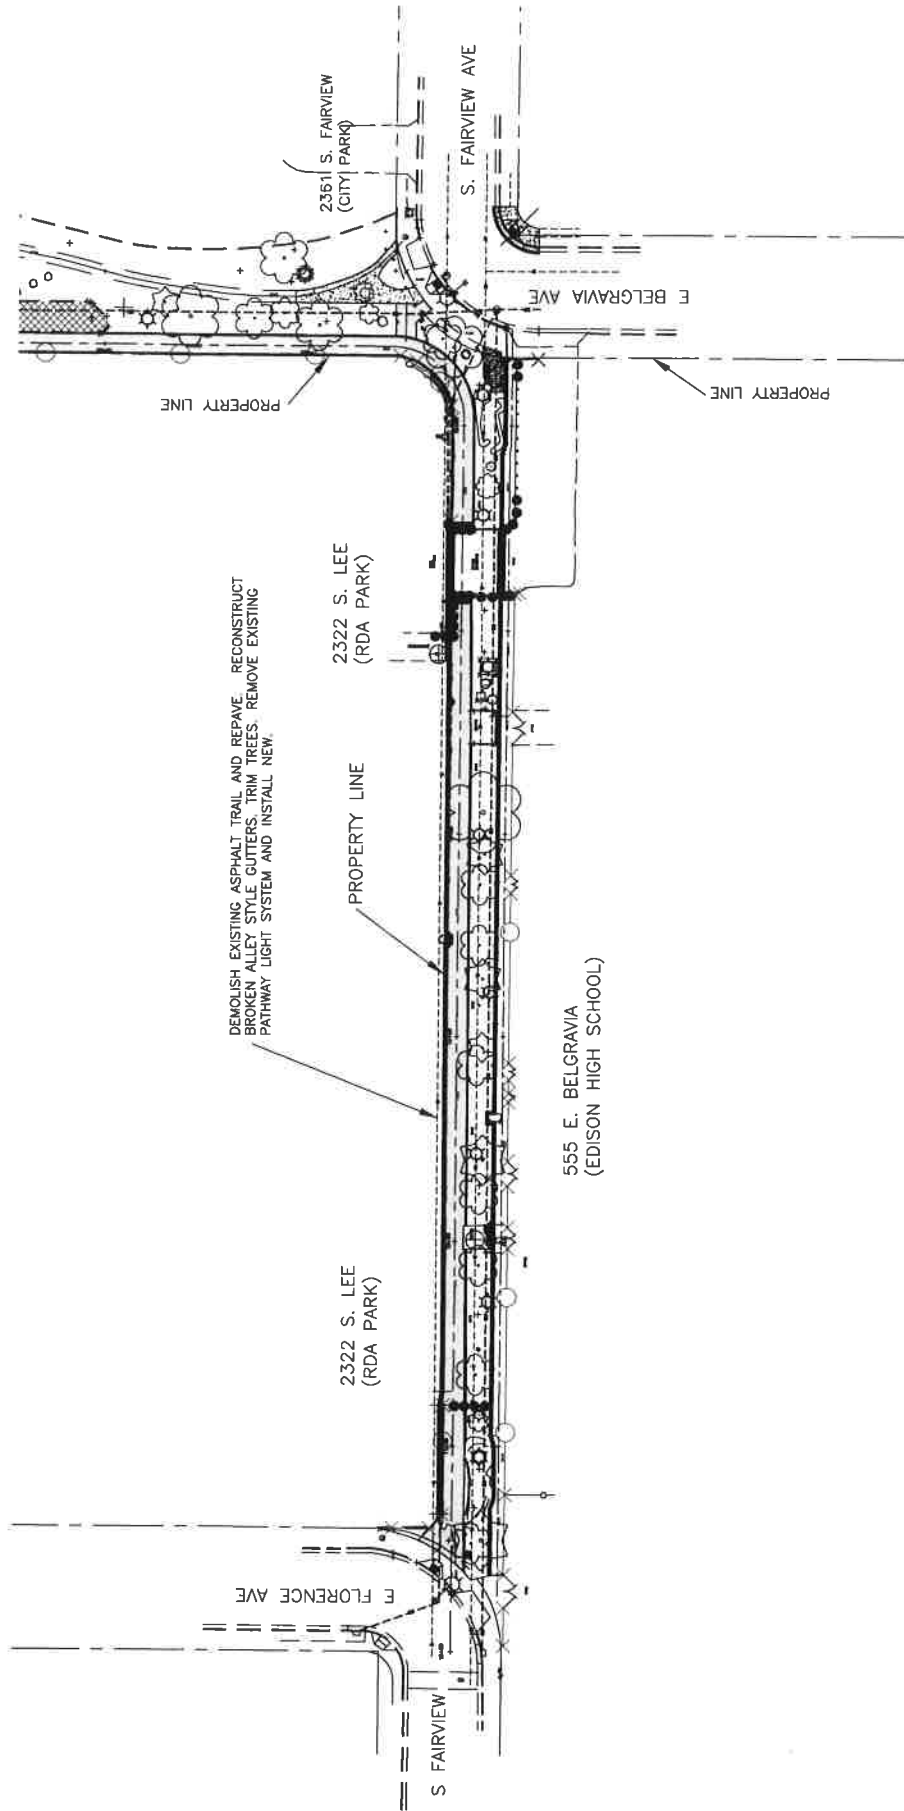 2361 S. FAIRVIEW
(CITY PARK)
S. FAIRVIEW AVE
E BELGRAVIA AVE
PROPERTY LINE
PROPERTY LINE
2322 S. LEE
(RDA PARK)
DEMOLISH EXISTING ASPHALT TRAIL AND REPAVE. RECONSTRUCT
BROKEN ALLEY STYLE GUTTERS. TRIM TREES. REMOVE EXISTING
PATHWAY LIGHT SYSTEM AND INSTALL NEW.
PROPERTY LINE
555 E. BELGRAVIA
(EDISON HIGH SCHOOL)
2322 S. LEE
(RDA PARK)
E FLORENCE AVE
S FAIRVIEW